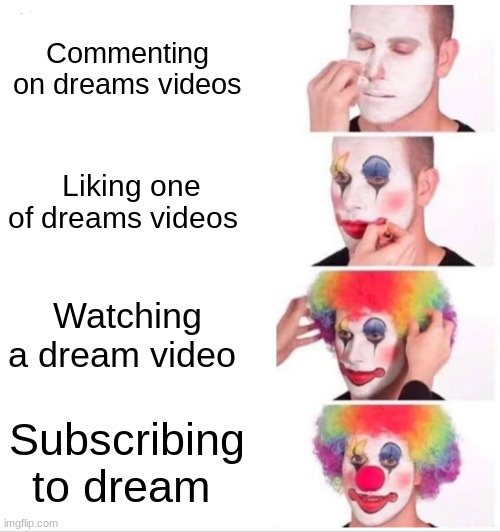 Commenting
on dreams videos
Liking one
of dreams videos
Watching
a dream video
Subscribing
to dream
imgflip.com